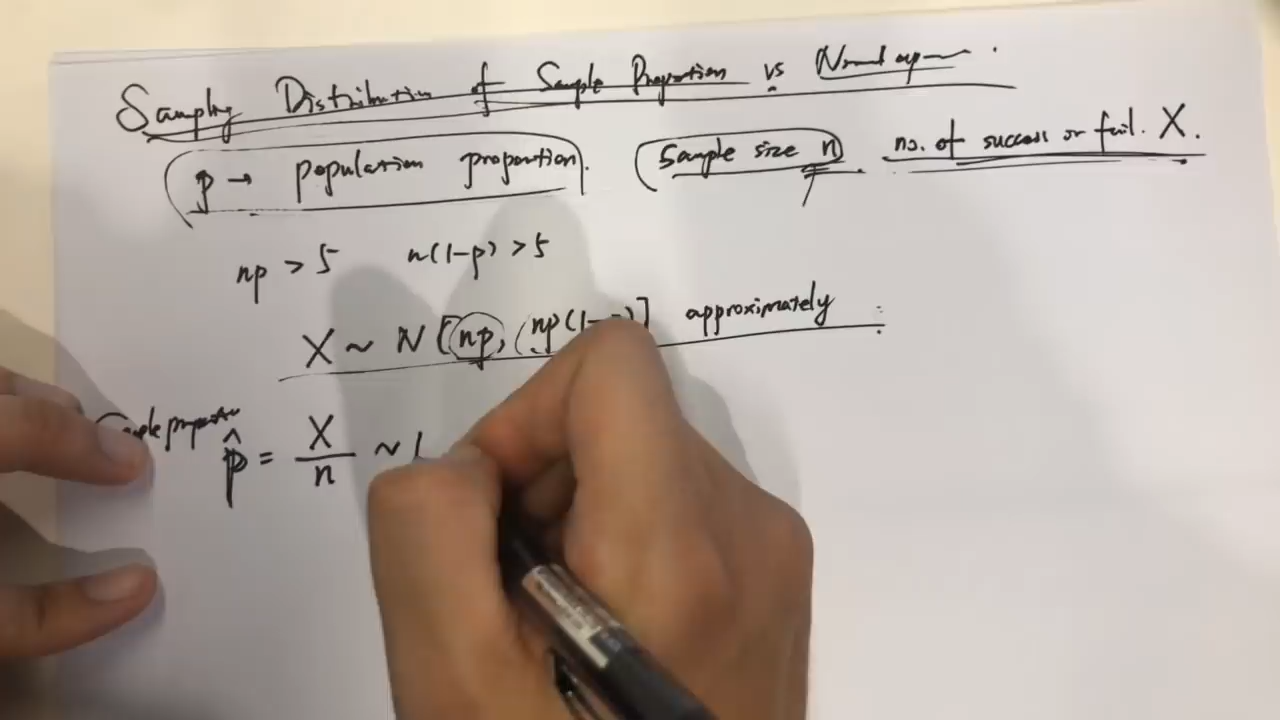 Sampling Distribution of Sample Proportion vs Normal
p → population proportion. sample size n. no. of success or fail. X.
np > 5 n(1-p) > 5
X ~ N[np, np(1- )] approximately
p̂ = X/n ~